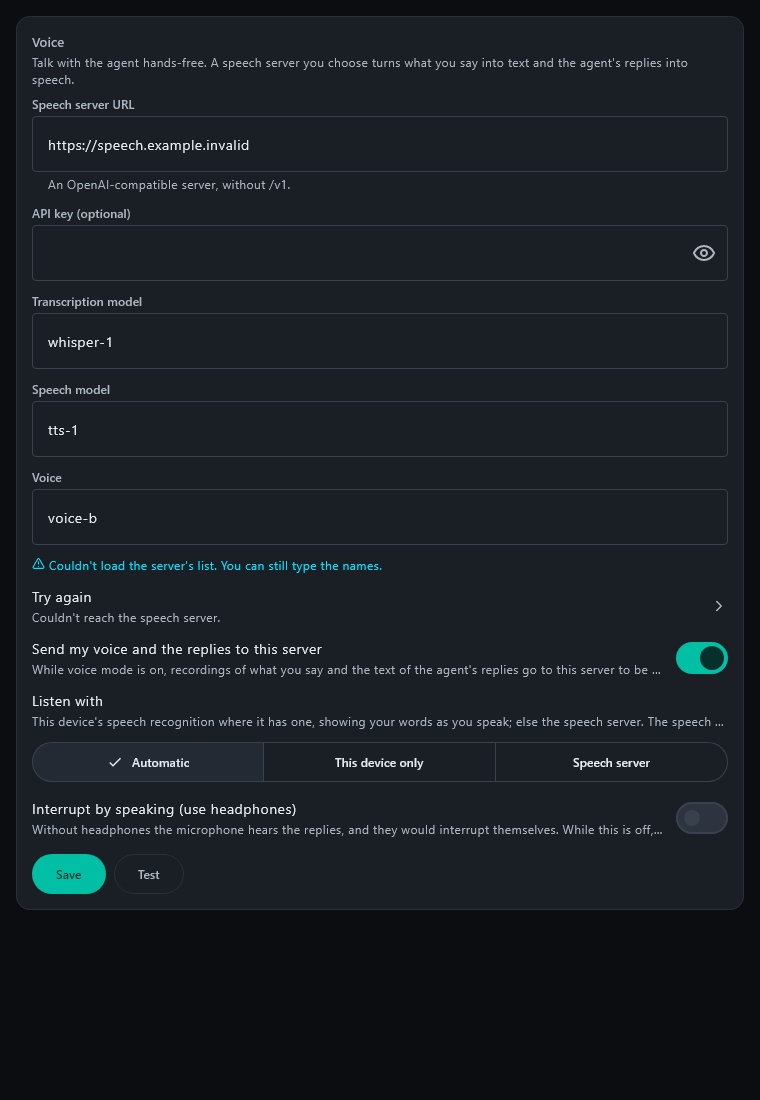 Voice
Talk with the agent hands-free. A speech server you choose turns what you say into text and the agent's replies into
speech.
Speech server URL
https://speech.example.invalid
An OpenAI-compatible server, without /v1.
API key (optional)
Transcription model
whisper-1
Speech model
tts-1
Voice
voice-b
Couldn't load the server's list. You can still type the names.
Try again
Couldn't reach the speech server.
Send my voice and the replies to this server
While voice mode is on, recordings of what you say and the text of the agent's replies go to this server to be ...
Listen with
This device's speech recognition where it has one, showing your words as you speak; else the speech server. The speech ...
Automatic
This device only
Speech server
Interrupt by speaking (use headphones)
Without headphones the microphone hears the replies, and they would interrupt themselves. While this is off,...
Save
Test